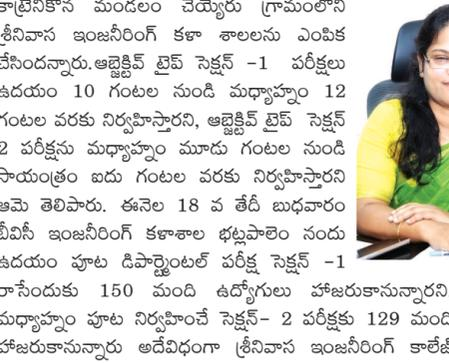 కాట్రేనికోన మండలం చెయ్యేరు గ్రామంలోని
శ్రీనివాస ఇంజనీరింగ్ కళా శాలలను ఎంపిక
చేసిందన్నారు.ఆబ్జెక్టివ్ టైప్ సెక్షన్ -1 పరీక్షలు
ఉదయం 10 గంటల నుండి మధ్యాహ్నం 12
గంటల వరకు నిర్వహిస్తారని, ఆబ్జెక్టివ్ టైప్ సెక్షన్
2 పరీక్షను మధ్యాహ్నం మూడు గంటల నుండి
సాయంత్రం ఐదు గంటల వరకు నిర్వహిస్తారని
ఆమె తెలిపారు. ఈనెల 18 వ తేదీ బుధవారం
బీవీసీ ఇంజనీరింగ్ కళాశాల భట్లపాలెం నందు
ఉదయం పూట డిపార్ట్మెంటల్ పరీక్ష సెక్షన్ -1
రాసేందుకు 150 మంది ఉద్యోగులు హాజరుకానున్నారని,
మధ్యాహ్నం పూట నిర్వహించే సెక్షన్- 2 పరీక్షకు 129 మంది
హాజరుకానున్నారు అదేవిధంగా శ్రీనివాస ఇంజనీరింగ్ కాలేజ్